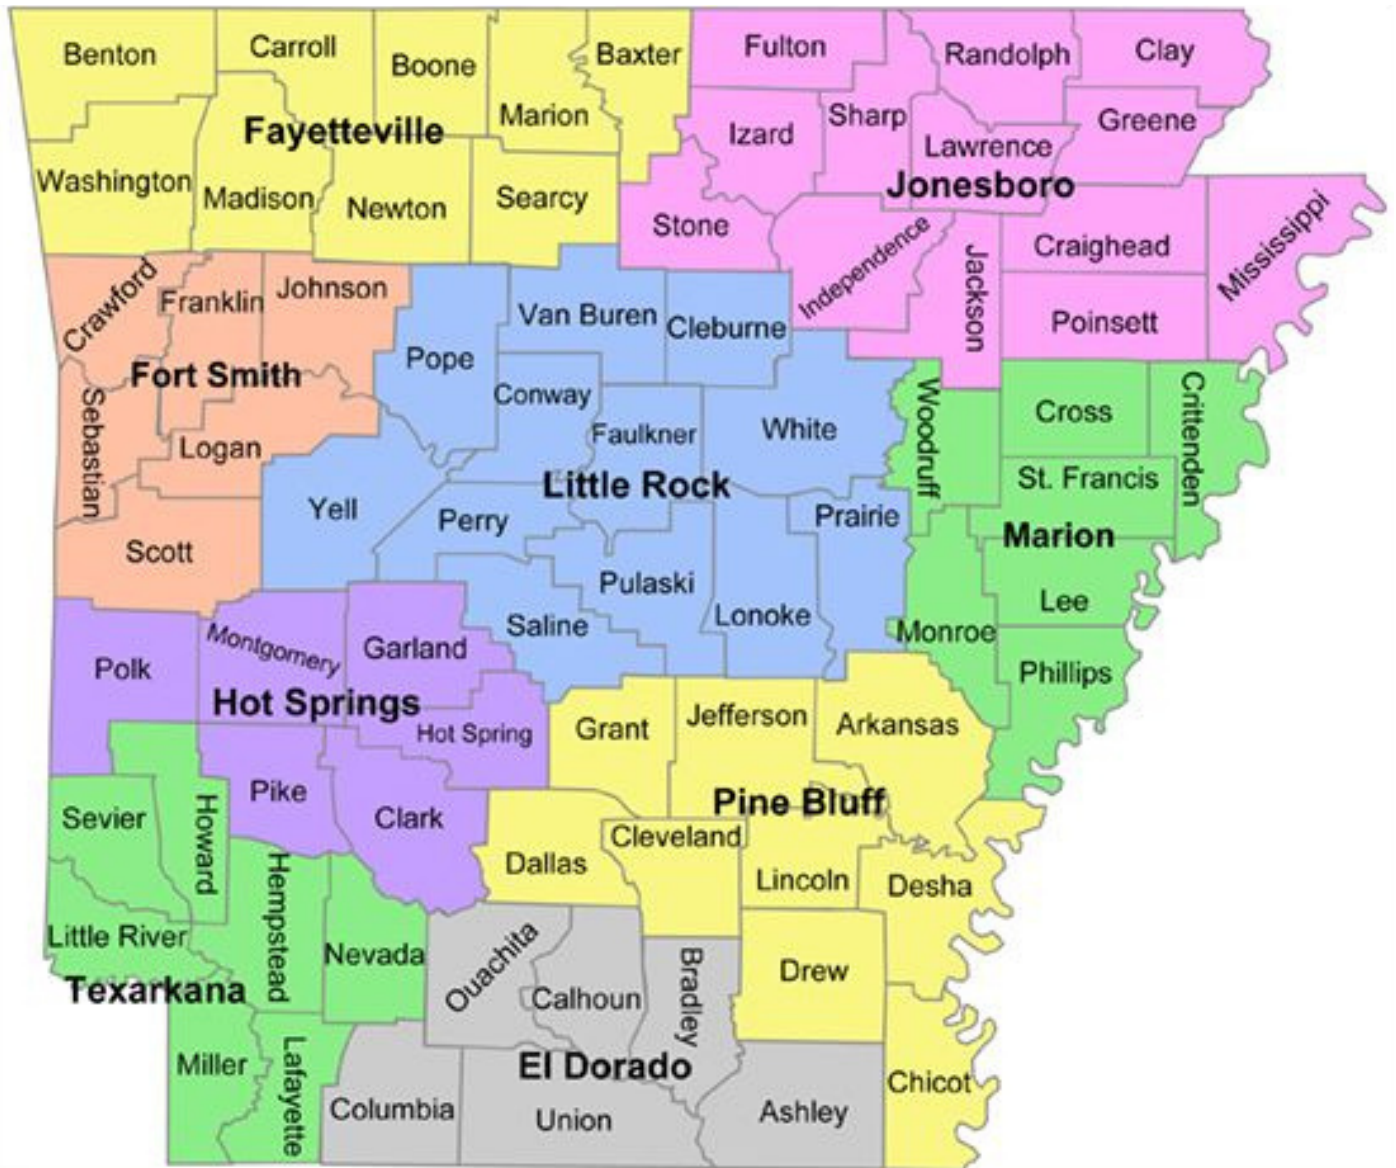 Benton
Carroll
Boone
Marion
Baxter
Fulton
Randolph
Clay
Fayetteville
Izard
Sharp
Greene
Lawrence
Washington
Madison
Newton
Searcy
Jonesboro
Stone
Independence
Jackson
Craighead
Mississippi
Crawford
Franklin
Johnson
Van Buren
Cleburne
Poinsett
Pope
Fort Smith
Conway
Sebastian
Logan
Faulkner
White
Woodruff
Cross
Crittenden
Little Rock
St. Francis
Yell
Perry
Prairie
Marion
Scott
Pulaski
Lonoke
Lee
Saline
Monroe
Polk
Montgomery
Garland
Phillips
Hot Springs
Hot Spring
Grant
Jefferson
Arkansas
Pike
Pine Bluff
Sevier
Howard
Clark
Cleveland
Dallas
Lincoln
Desha
Hempstead
Little River
Nevada
Ouachita
Bradley
Drew
Texarkana
Calhoun
Miller
Lafayette
El Dorado
Chicot
Columbia
Union
Ashley